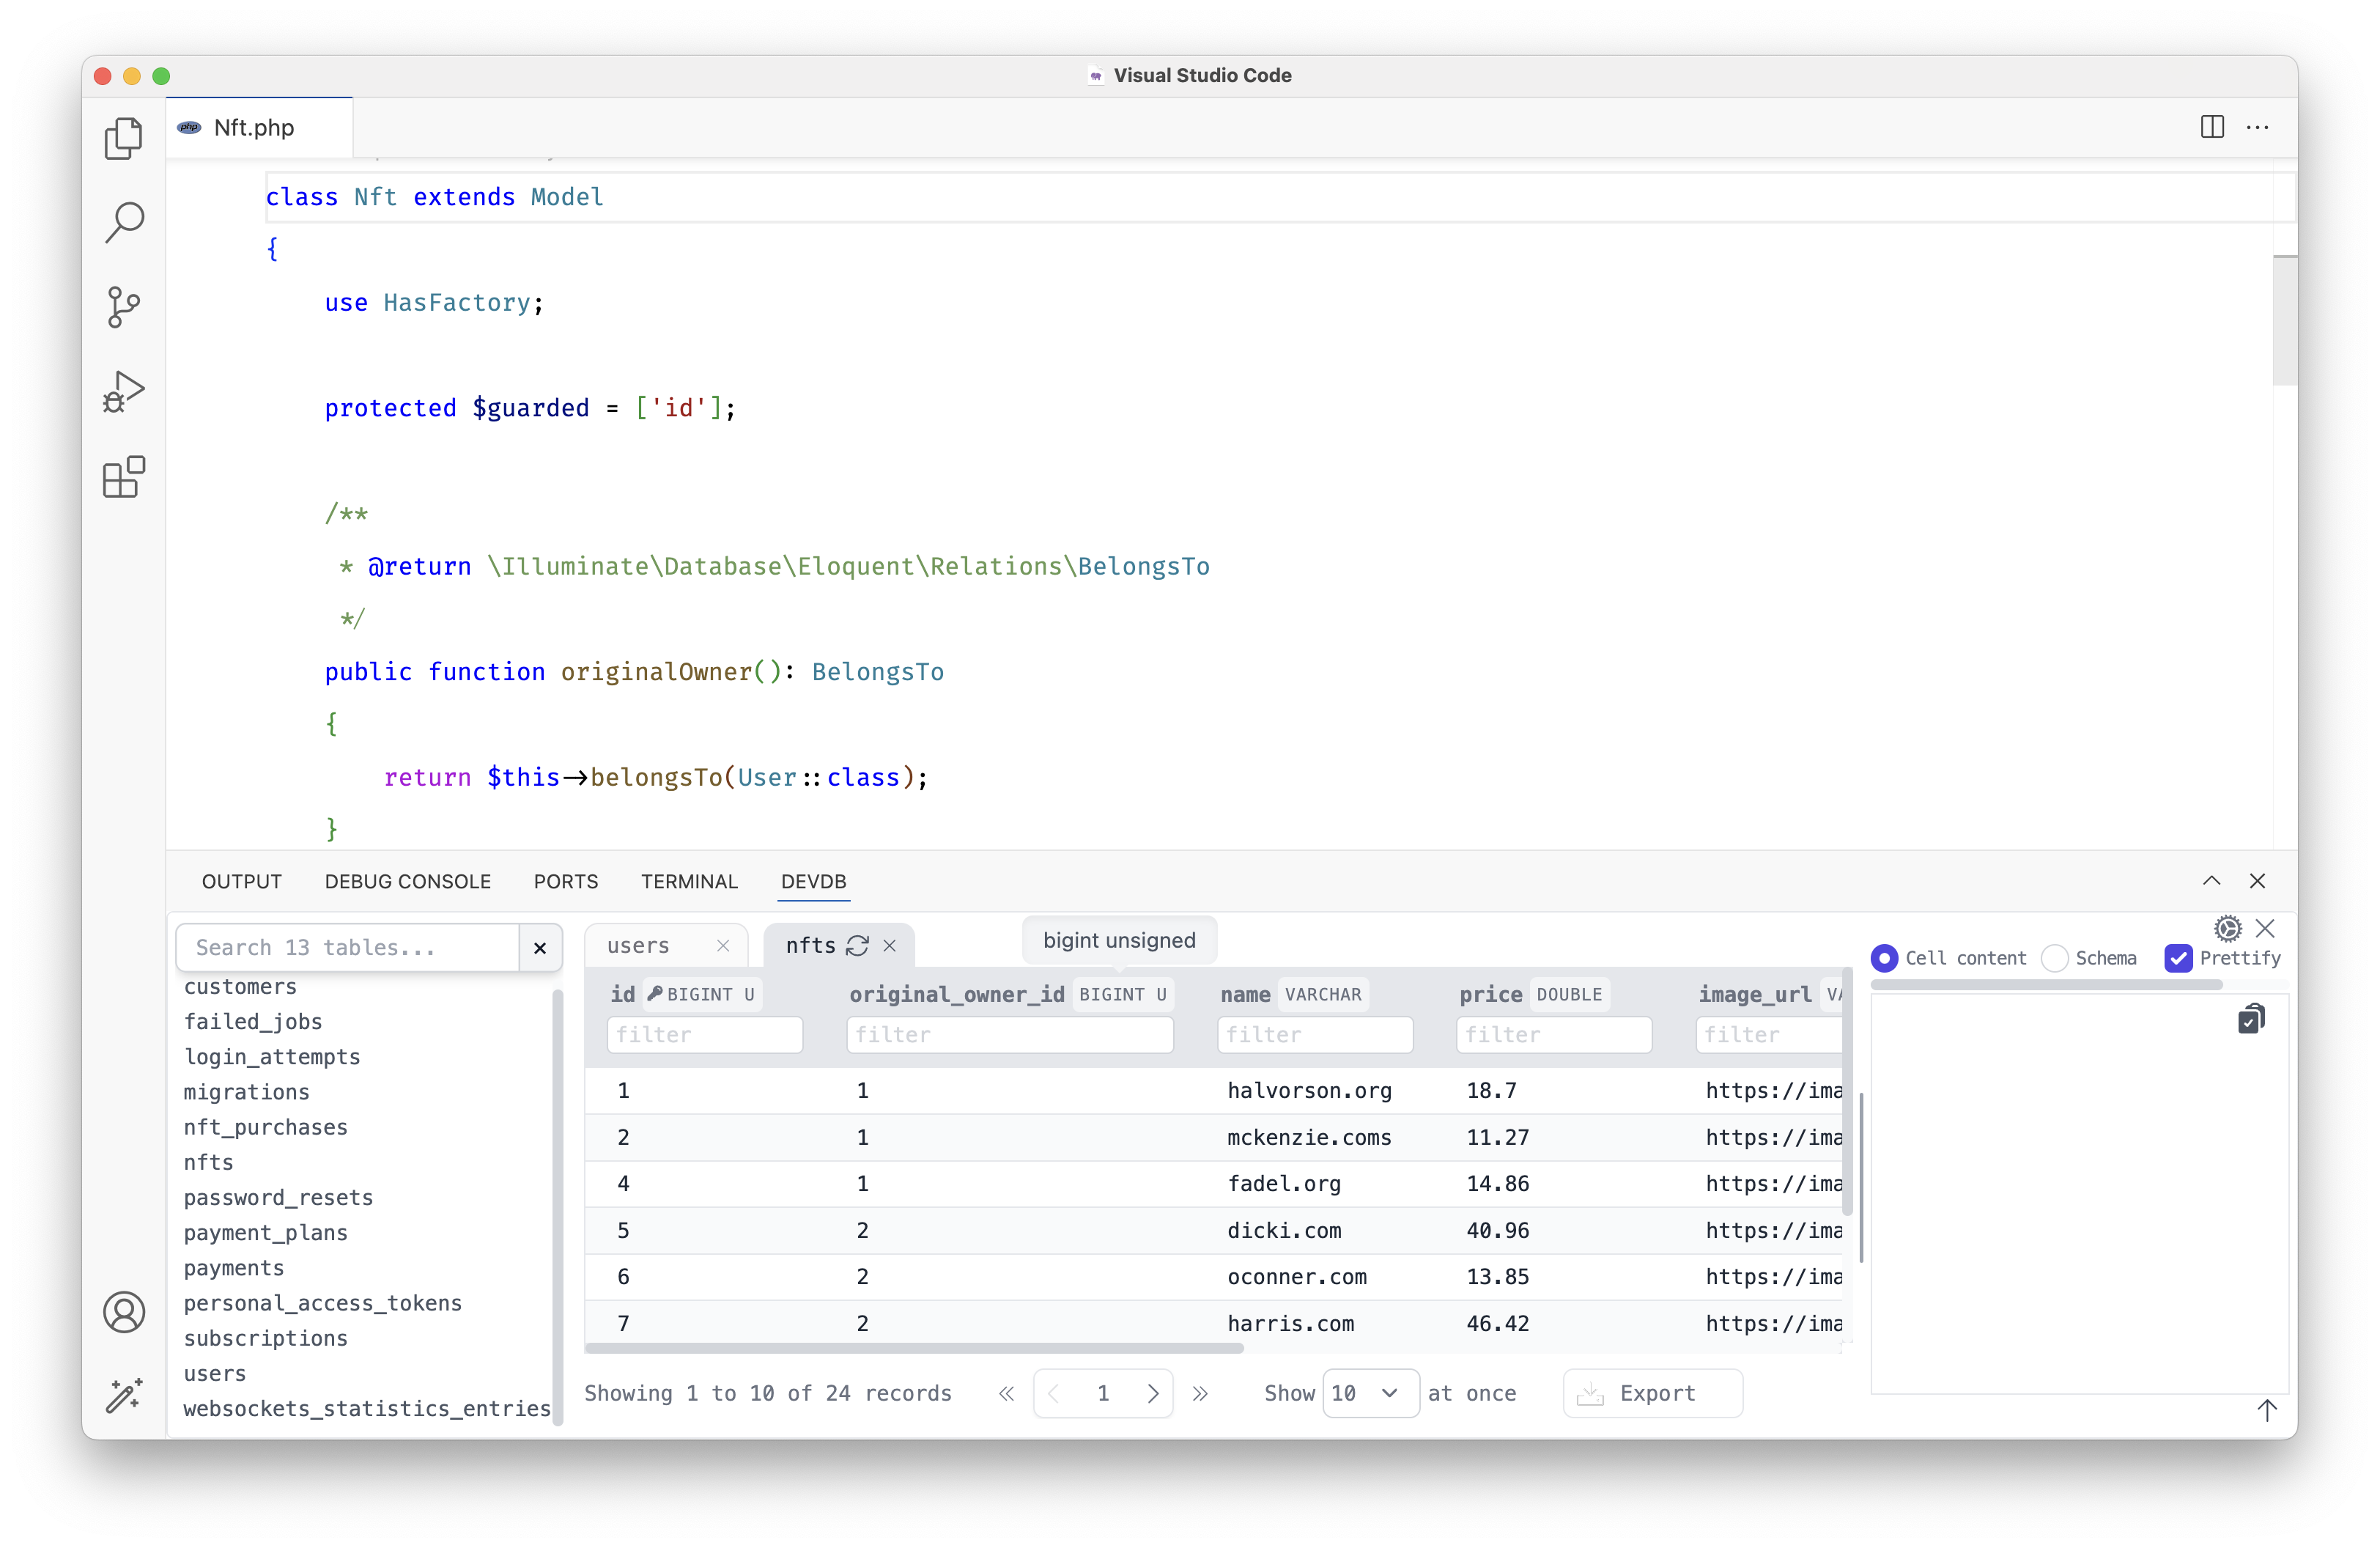 Visual Studio Code
php Nft.php
class Nft extends Model
{
use HasFactory;
protected $guarded = ['id'];
/**
* @return \Illuminate\Database\Eloquent\Relations\BelongsTo
*/
public function originalOwner(): BelongsTo
{
return $this->belongsTo(User::class);
}
OUTPUT DEBUG CONSOLE PORTS TERMINAL DEVDB
Search 13 tables...
customers
failed_jobs
login_attempts
migrations
nft_purchases
nfts
password_resets
payment_plans
payments
personal_access_tokens
subscriptions
users
websockets_statistics_entries
users nfts bigint unsigned
id BIGINT U original_owner_id BIGINT U name VARCHAR price DOUBLE image_url VA
filter filter filter filter filter
1 1 halvorson.org 18.7 https://ima
2 1 mckenzie.coms 11.27 https://ima
4 1 fadel.org 14.86 https://ima
5 2 dicki.com 40.96 https://ima
6 2 oconner.com 13.85 https://ima
7 2 harris.com 46.42 https://ima
Showing 1 to 10 of 24 records « < 1 > » Show 10 at once Export
Cell content Schema Prettify